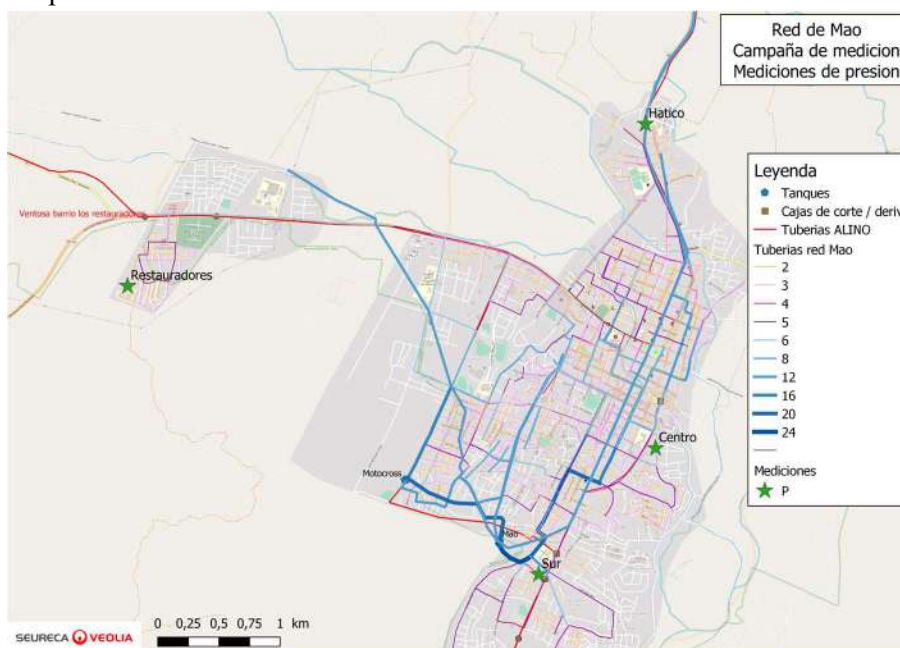 Red de Mao
Campaña de medicion
Mediciones de presion
Hatico
Leyenda
Tanques
Cajas de corte / deriv
Tuberias ALINO
Tuberias red Mao
2
3
4
5
6
8
12
16
20
24
Mediciones
P
Ventosa barrio los restauradores
Restauradores
Centro
Motocross
Mao
Sur
0 0,25 0,5 0,75 1 km
SEURECA VEOLIA